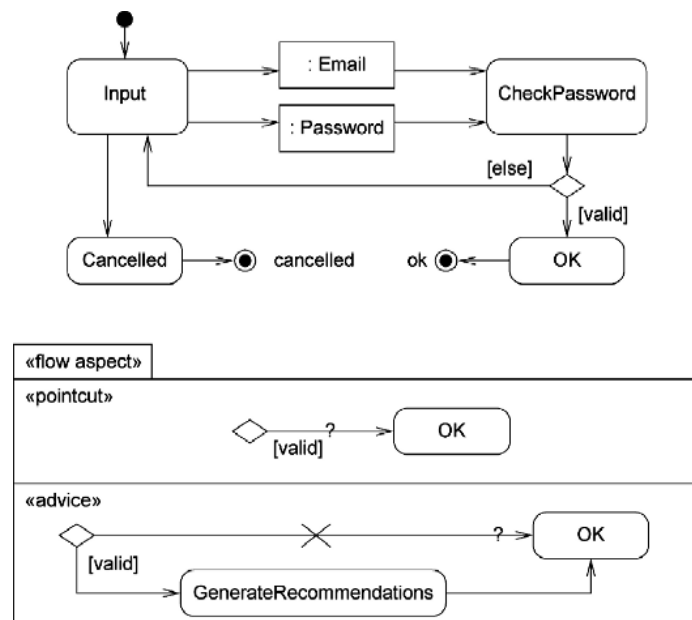 : Email
Input
CheckPassword
: Password
[else]
[valid]
Cancelled
cancelled
ok
OK
«flow aspect»
«pointcut»
?
OK
[valid]
«advice»
?
OK
[valid]
GenerateRecommendations